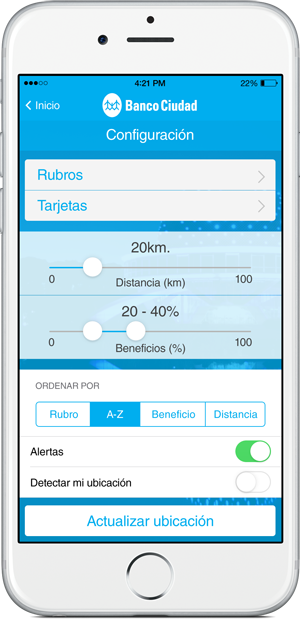 4:21 PM
22%
Inicio
Banco Ciudad
Configuración
Rubros
Tarjetas
20km.
0
Distancia (km)
100
20 - 40%
0
Beneficios (%)
100
ORDENAR POR
Rubro
A-Z
Beneficio
Distancia
Alertas
Detectar mi ubicación
Actualizar ubicación